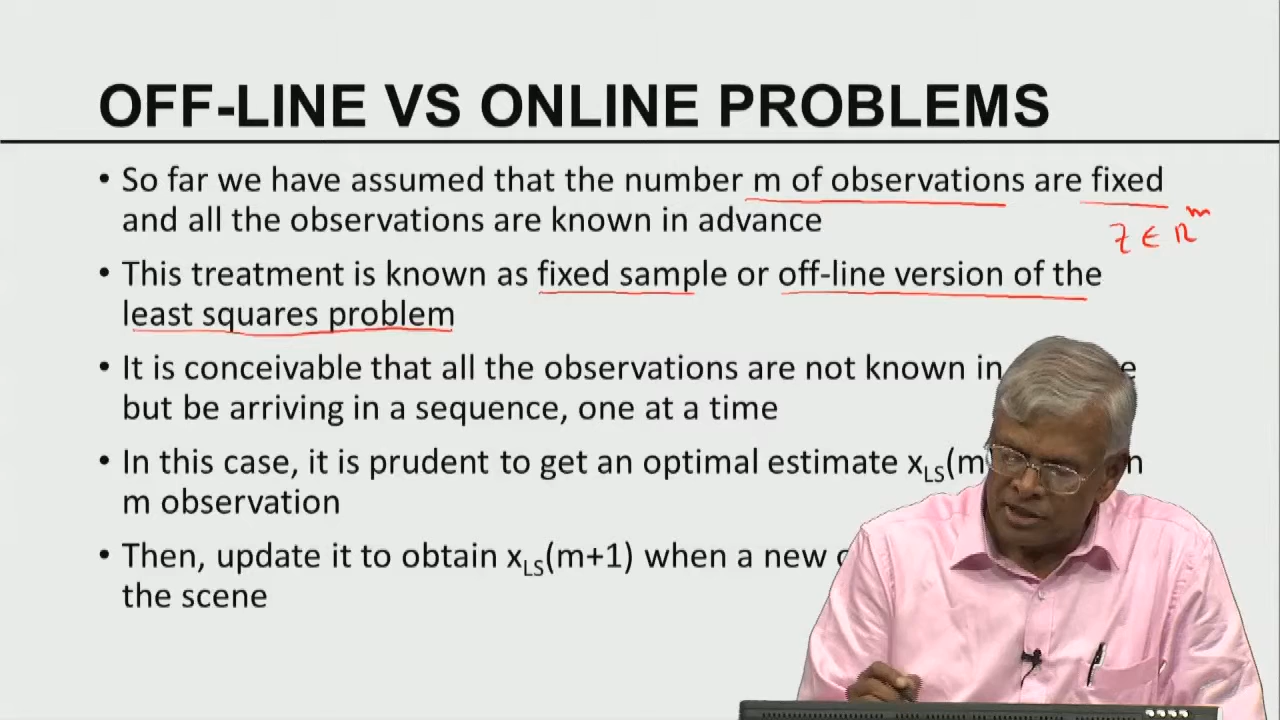 OFF-LINE VS ONLINE PROBLEMS
• So far we have assumed that the number m of observations are fixed
and all the observations are known in advance
z ∈ R^m
• This treatment is known as fixed sample or off-line version of the
least squares problem
• It is conceivable that all the observations are not known in
but be arriving in a sequence, one at a time
• In this case, it is prudent to get an optimal estimate x_LS(m
m observation
• Then, update it to obtain x_LS(m+1) when a new
the scene